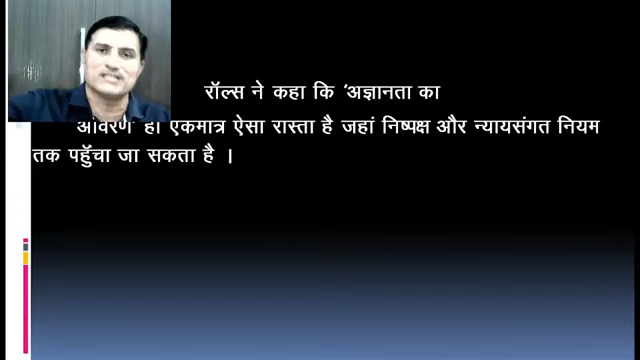 रॉल्स ने कहा कि ‘अज्ञानता का
आवरण’ ही एकमात्र ऐसा रास्ता है जहां निष्पक्ष और न्यायसंगत नियम
तक पहुँचा जा सकता है ।